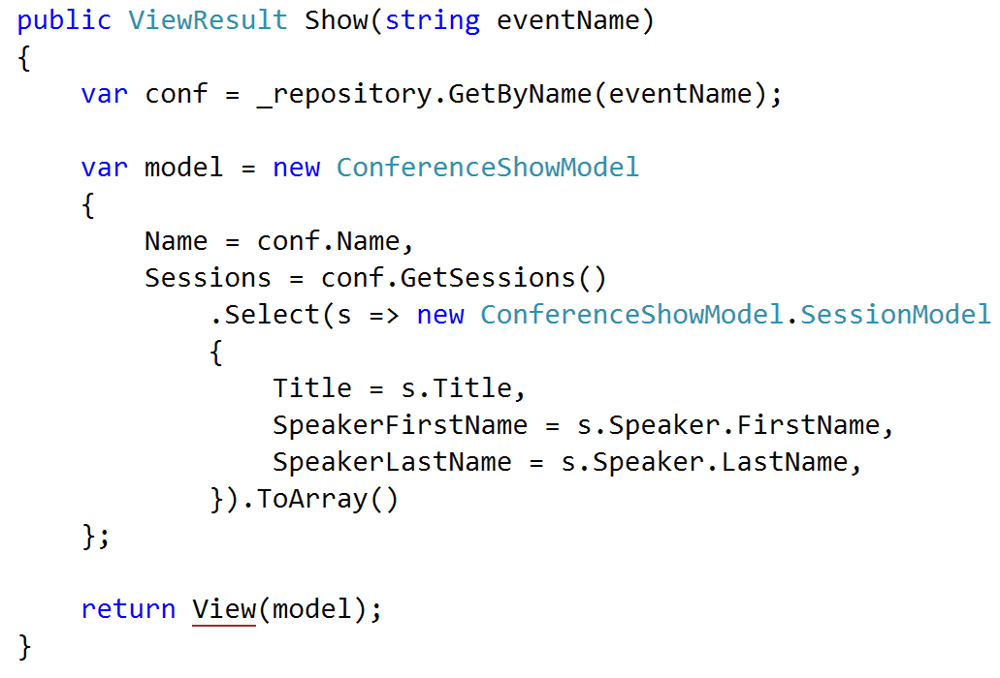 public ViewResult Show(string eventName)
{
    var conf = _repository.GetByName(eventName);

    var model = new ConferenceShowModel
    {
        Name = conf.Name,
        Sessions = conf.GetSessions()
            .Select(s => new ConferenceShowModel.SessionModel
            {
                Title = s.Title,
                SpeakerFirstName = s.Speaker.FirstName,
                SpeakerLastName = s.Speaker.LastName,
            }).ToArray()
    };

    return View(model);
}